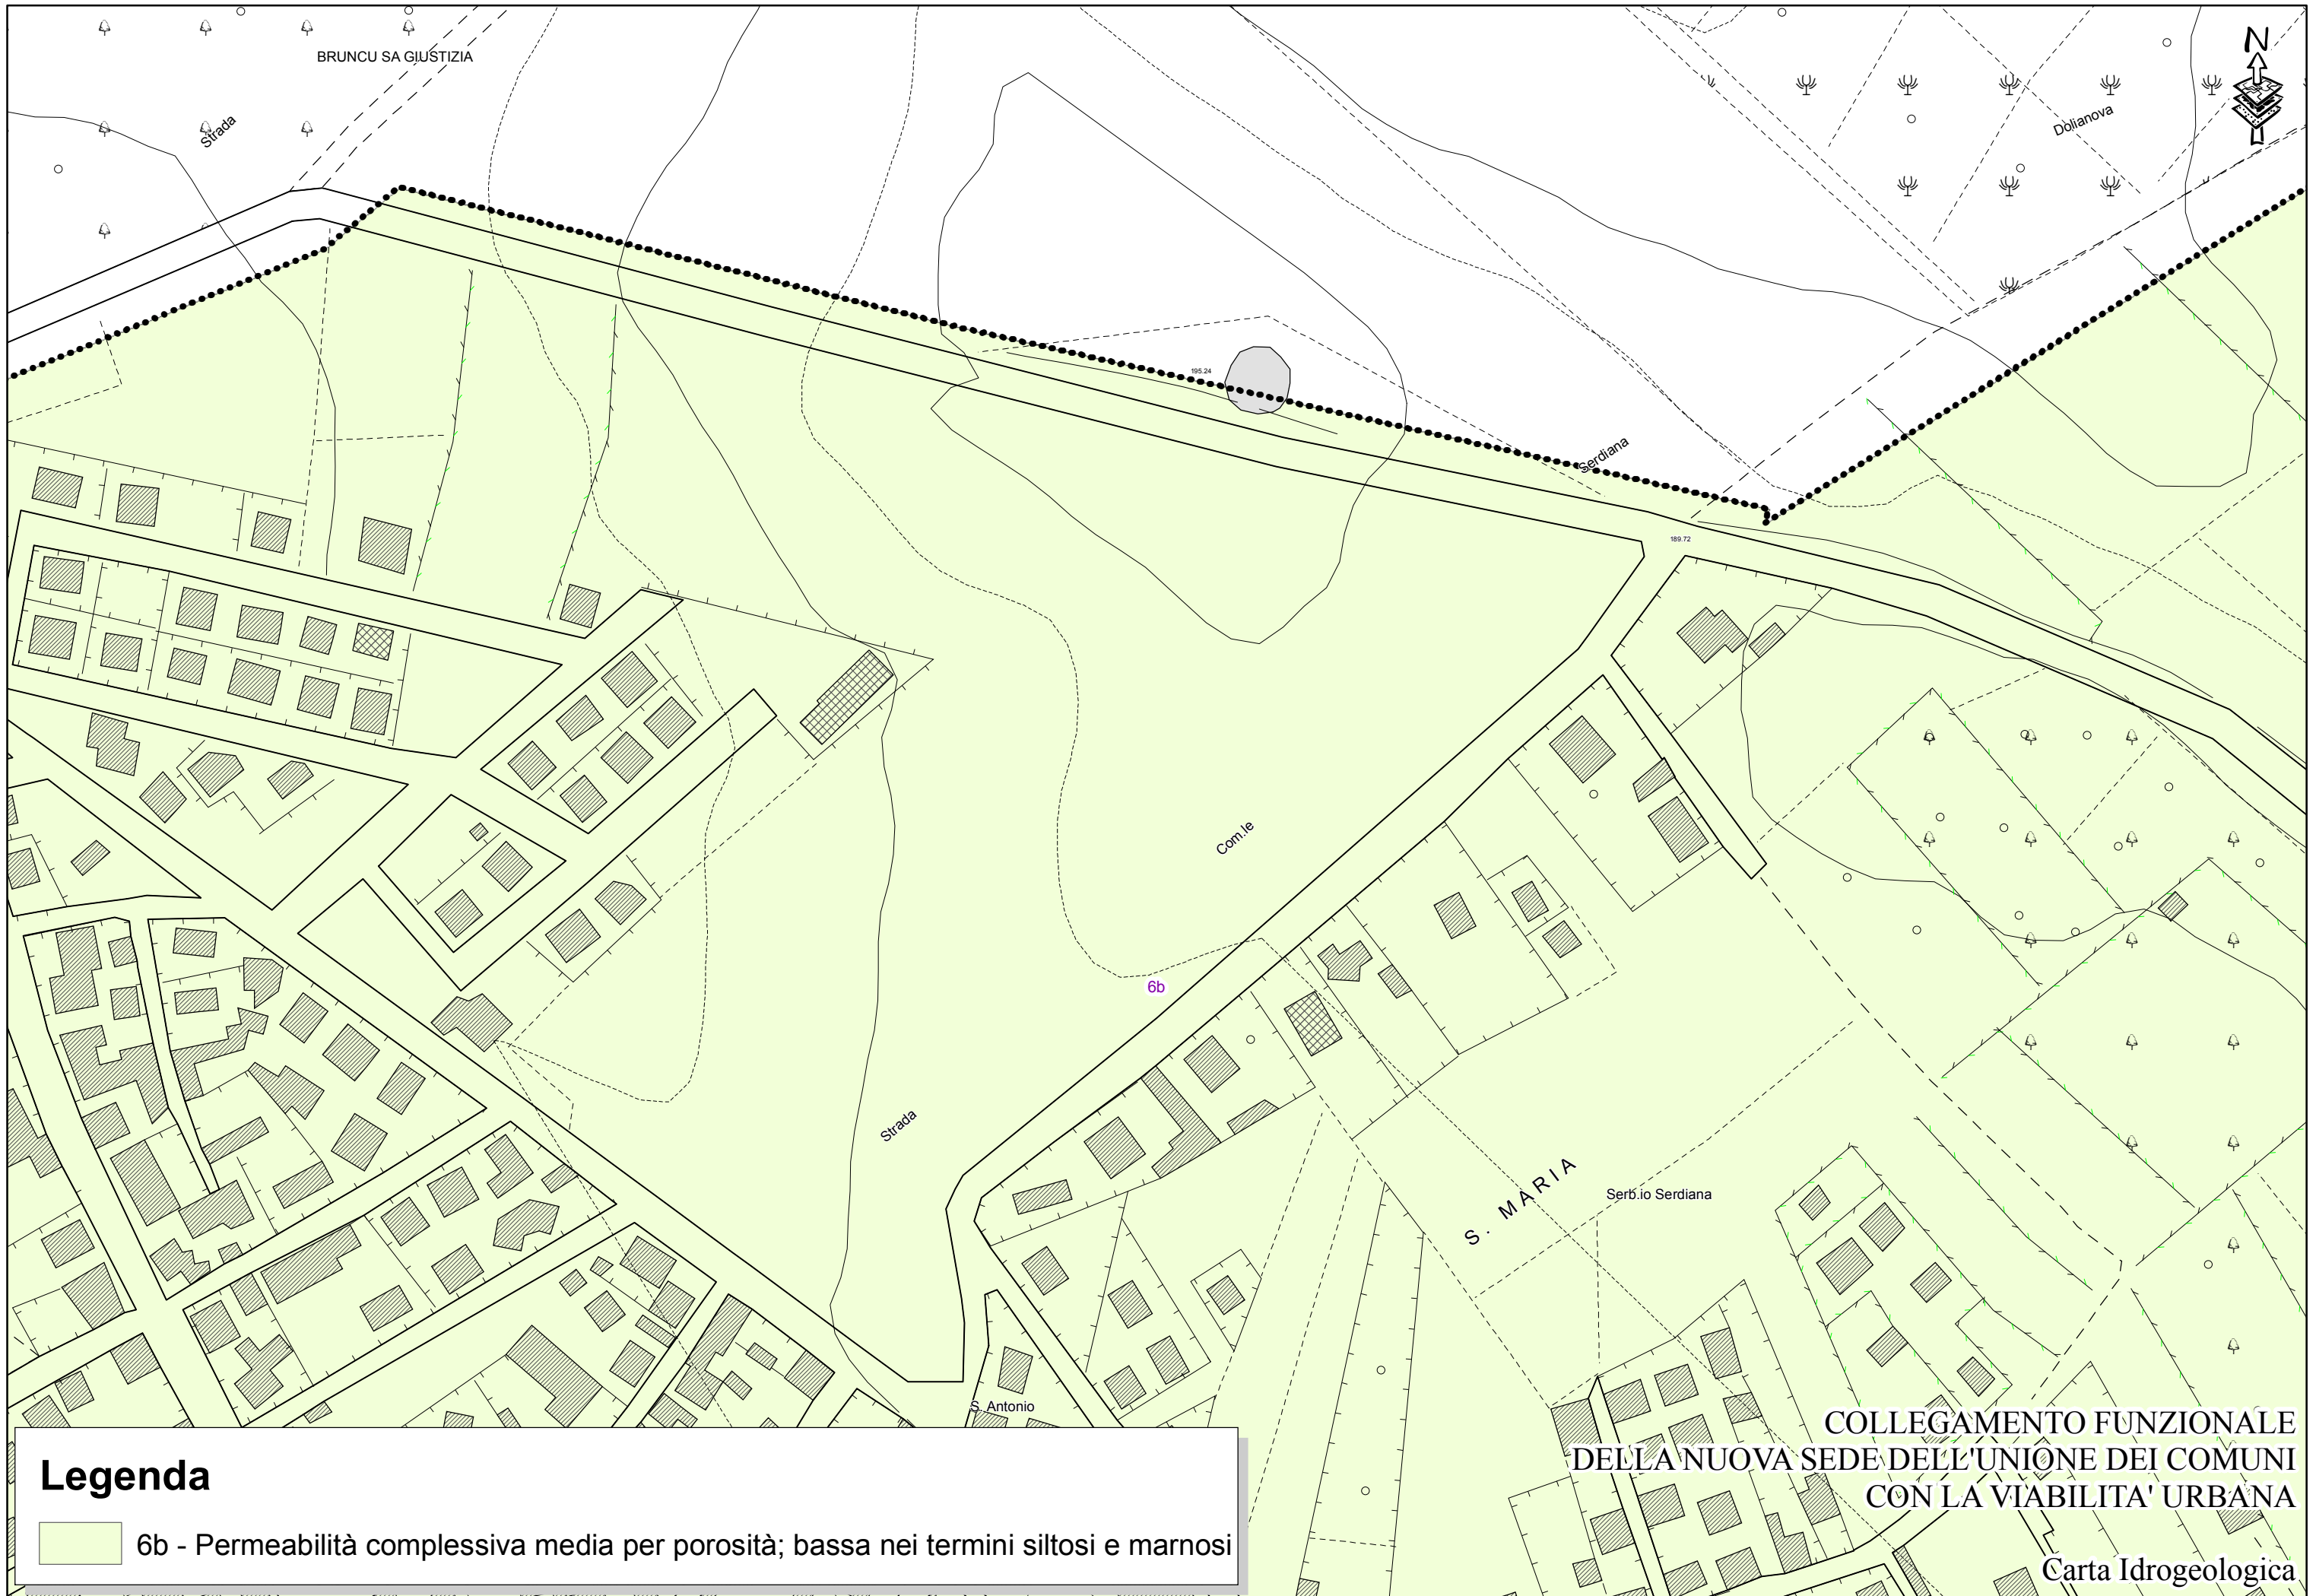 N
BRUNCU SA GIUSTIZIA
Strada
Dolianova
195.24
Serdiana
189.72
Com.le
6b
Strada
S. MARIA
Serb.io Serdiana
S. Antonio
Legenda
6b - Permeabilità complessiva media per porosità; bassa nei termini siltosi e marnosi
COLLEGAMENTO FUNZIONALE
DELLA NUOVA SEDE DELL'UNIONE DEI COMUNI
CON LA VIABILITA' URBANA
Carta Idrogeologica